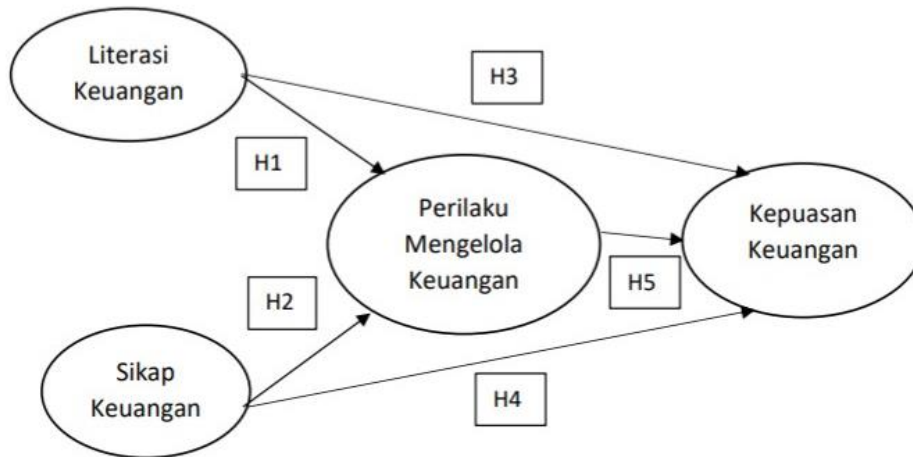 Literasi
Keuangan
H3
H1
Perilaku
Mengelola
Keuangan
Kepuasan
Keuangan
H2
H5
Sikap
Keuangan
H4